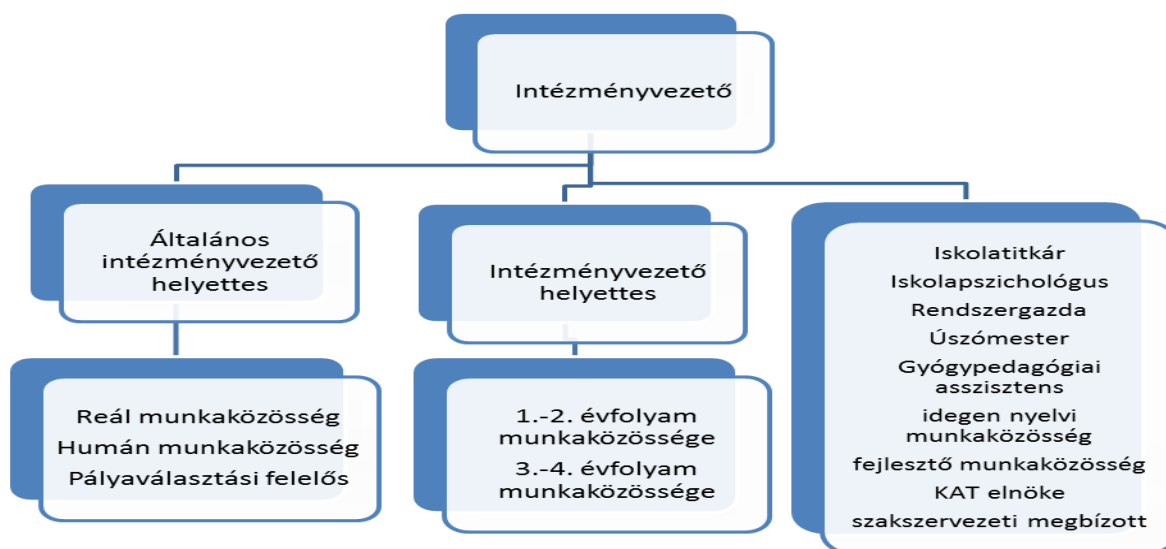 Intézményvezető
Általános
intézményvezető
helyettes
Intézményvezető
helyettes
Iskolatitkár
Iskolapszichológus
Rendszergazda
Úszómester
Gyógypedagógiai
asszisztens
idegen nyelvi
munkaközösség
fejlesztő munkaközösség
KAT elnöke
szakszervezeti megbízott
Reál munkaközösség
Humán munkaközösség
Pályaválasztási felelős
1.-2. évfolyam
munkaközössége
3.-4. évfolyam
munkaközössége